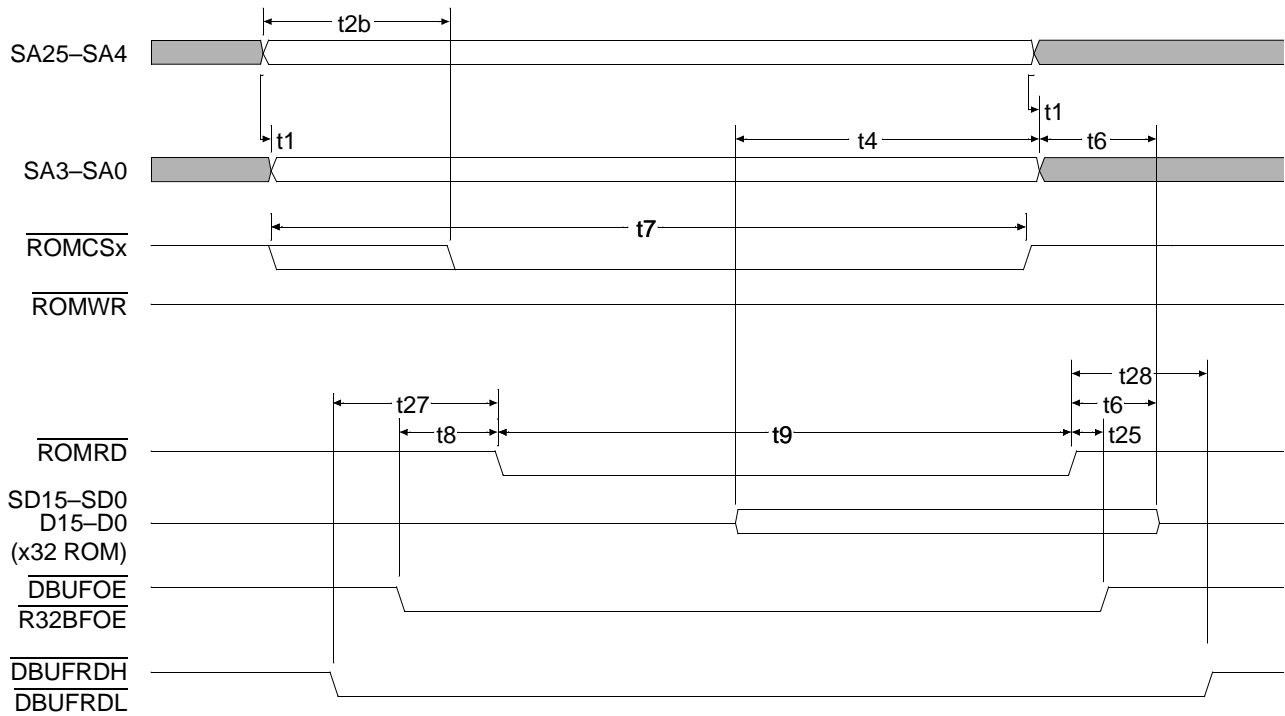 t2b
SA25–SA4
t1
t1
t4
t6
SA3–SA0
t7
ROMCSx
ROMWR
t28
t27
t6
t8
t9
t25
ROMRD
SD15–SD0
D15–D0
(x32 ROM)
DBUFOE
R32BFOE
DBUFRDH
DBUFRDL